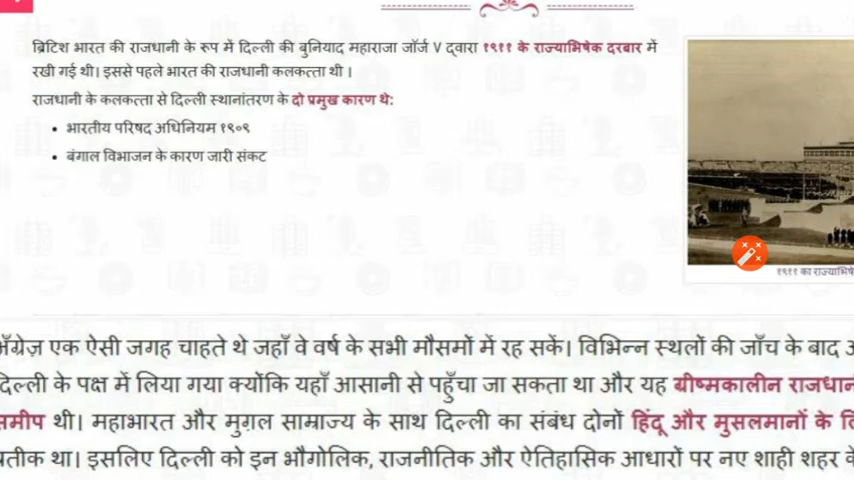 ब्रिटिश भारत की राजधानी के रूप में दिल्ली की बुनियाद महाराजा जॉर्ज V द्वारा १९११ के राज्याभिषेक दरबार में
रखी गई थी। इससे पहले भारत की राजधानी कलकत्ता थी ।
राजधानी के कलकत्ता से दिल्ली स्थानांतरण के दो प्रमुख कारण थे:
• भारतीय परिषद अधिनियम १९०९
• बंगाल विभाजन के कारण जारी संकट
१९११ का राज्याभिषे
अँग्रेज़ एक ऐसी जगह चाहते थे जहाँ वे वर्ष के सभी मौसमों में रह सकें। विभिन्न स्थलों की जाँच के बाद
दिल्ली के पक्ष में लिया गया क्योंकि यहाँ आसानी से पहुँचा जा सकता था और यह ग्रीष्मकालीन राजधानी
समीप थी। महाभारत और मुग़ल साम्राज्य के साथ दिल्ली का संबंध दोनों हिंदू और मुसलमानों के
प्रतीक था। इसलिए दिल्ली को इन भौगोलिक, राजनीतिक और ऐतिहासिक आधारों पर नए शाही शहर के